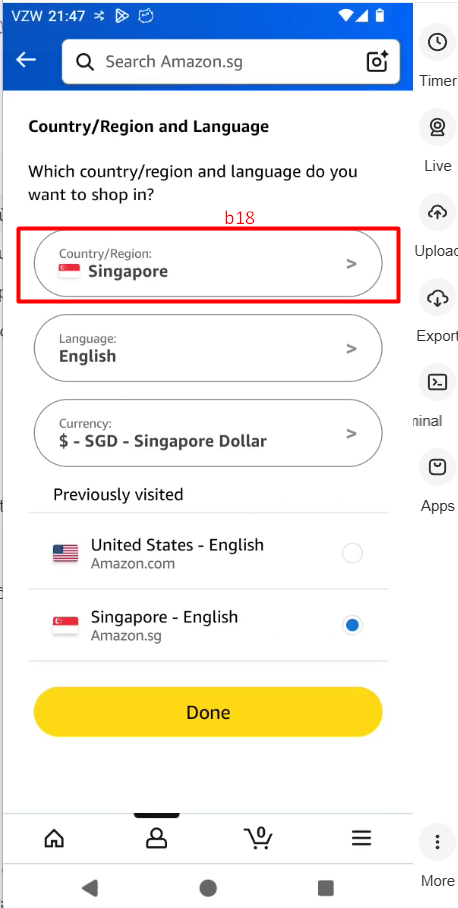 VZW 21:47
Search Amazon.sg
Timer
Country/Region and Language
Live
Which country/region and language do you
want to shop in?
b18
Upload
Country/Region:
Singapore
>
Export
Language:
English
>
minal
Currency:
$ - SGD - Singapore Dollar
>
Apps
Previously visited
United States - English
Amazon.com
Singapore - English
Amazon.sg
Done
0
More